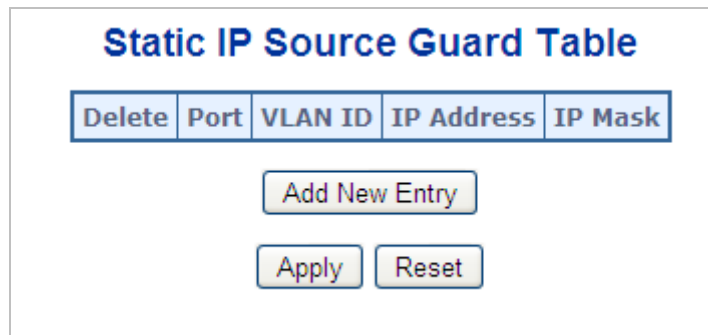 Static IP Source Guard Table
Delete Port VLAN ID IP Address IP Mask
Add New Entry
Apply Reset